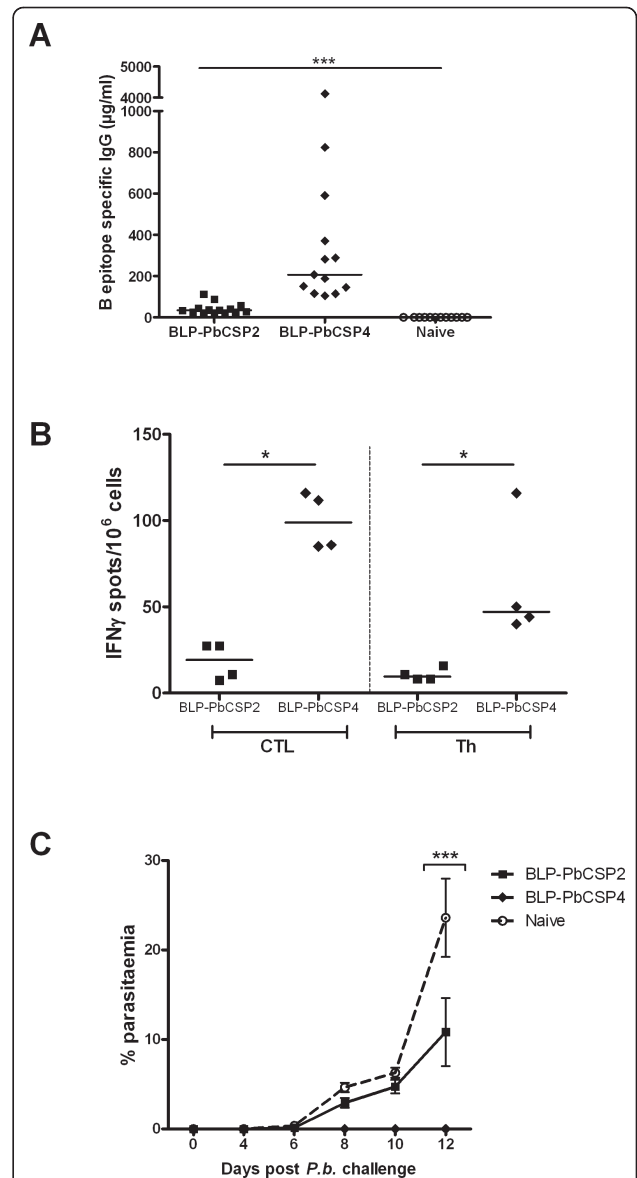 A
B epitope specific IgG (μg/ml)
5000
4000
1000
800
600
400
200
0
***
BLP-PbCSP2 BLP-PbCSP4 Naive
B
IFNγ spots/10⁶ cells
150
100
50
0
* *
BLP-PbCSP2 BLP-PbCSP4 BLP-PbCSP2 BLP-PbCSP4
CTL Th
C
% parasitaemia
30
20
10
0
***
BLP-PbCSP2
BLP-PbCSP4
Naive
0 4 6 8 10 12
Days post P.b. challenge